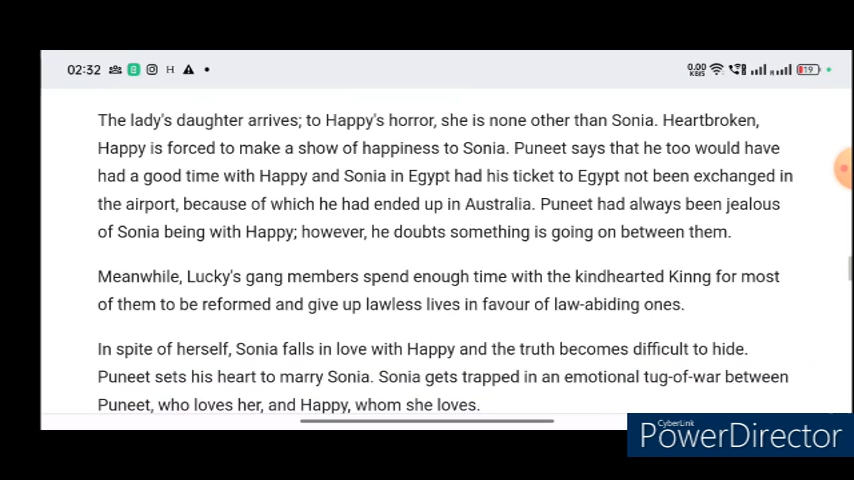 02:32 H
0.00 KB/S 19
The lady's daughter arrives; to Happy's horror, she is none other than Sonia. Heartbroken,
Happy is forced to make a show of happiness to Sonia. Puneet says that he too would have
had a good time with Happy and Sonia in Egypt had his ticket to Egypt not been exchanged in
the airport, because of which he had ended up in Australia. Puneet had always been jealous
of Sonia being with Happy; however, he doubts something is going on between them.
Meanwhile, Lucky's gang members spend enough time with the kindhearted Kinng for most
of them to be reformed and give up lawless lives in favour of law-abiding ones.
In spite of herself, Sonia falls in love with Happy and the truth becomes difficult to hide.
Puneet sets his heart to marry Sonia. Sonia gets trapped in an emotional tug-of-war between
Puneet, who loves her, and Happy, whom she loves.
CyberLink
PowerDirector